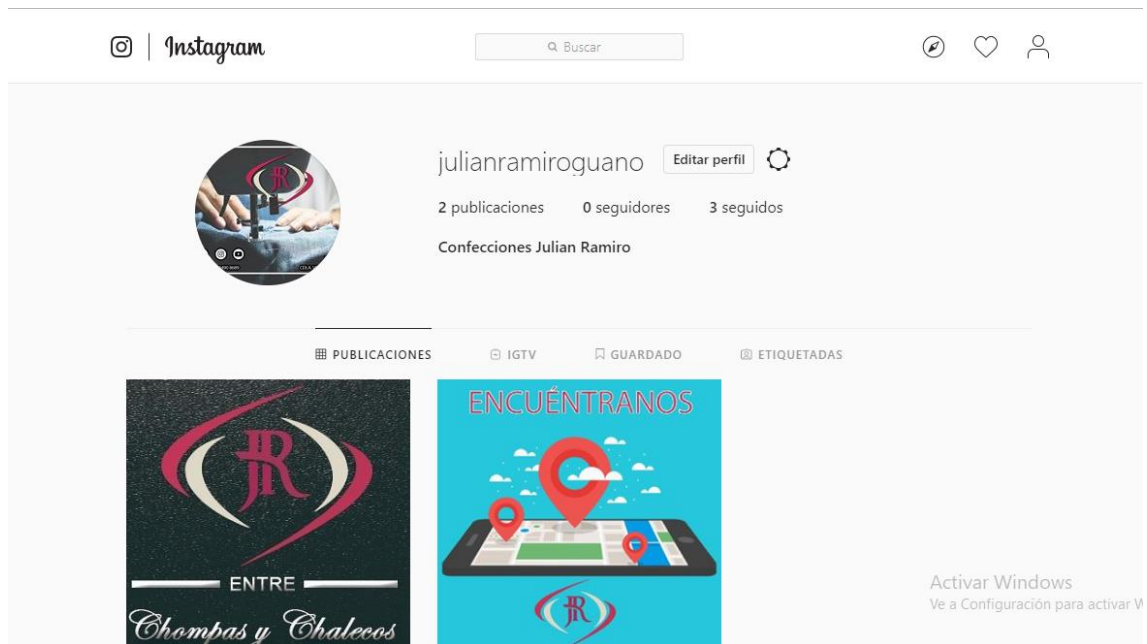 Instagram
Buscar
julianramiroguano Editar perfil
2 publicaciones 0 seguidores 3 seguidos
Confecciones Julian Ramiro
PUBLICACIONES IGTV GUARDADO ETIQUETADAS
JR
ENTRE
Chompas y Chalecos
ENCUÉNTRANOS
JR
Activar Windows
Ve a Configuración para activar W
JR